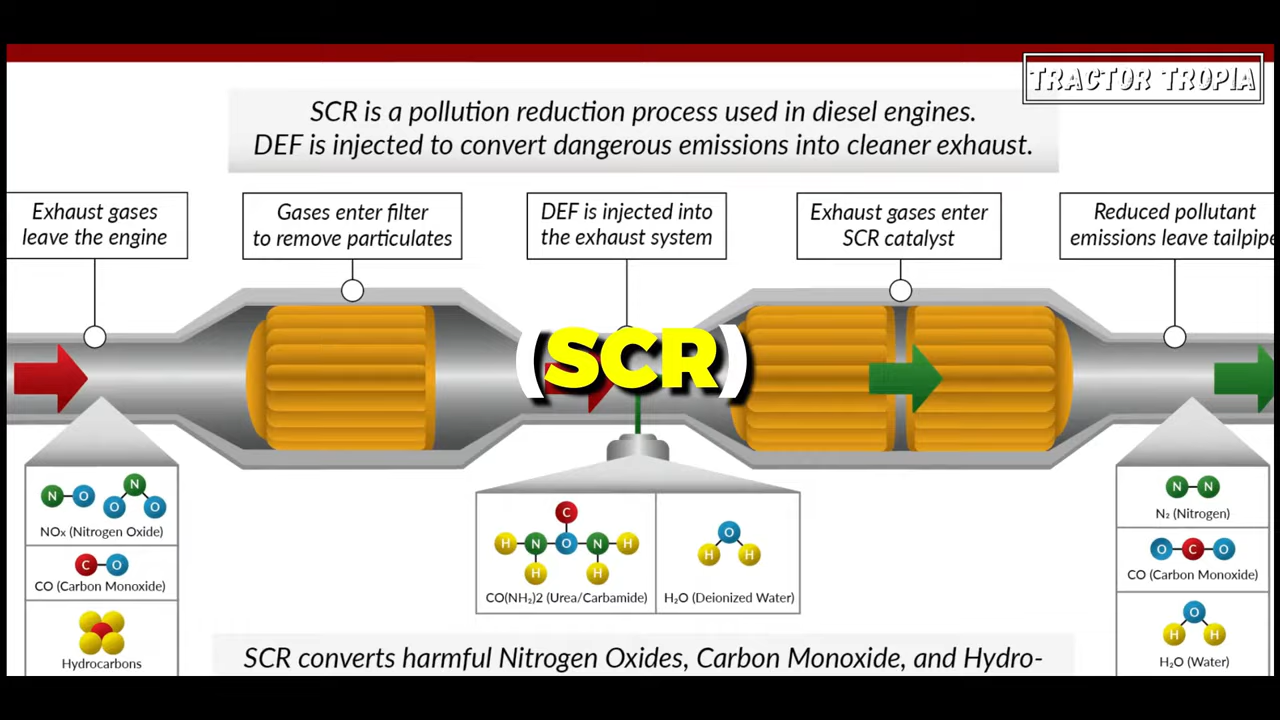 TRACTOR TROPIA
SCR is a pollution reduction process used in diesel engines.
DEF is injected to convert dangerous emissions into cleaner exhaust.
Exhaust gases
leave the engine
Gases enter filter
to remove particulates
DEF is injected into
the exhaust system
Exhaust gases enter
SCR catalyst
Reduced pollutant
emissions leave tailpipe
(SCR)
N O
N O O
NOx (Nitrogen Oxide)
C O
CO (Carbon Monoxide)
Hydrocarbons
C
H N O N H
H H
CO(NH₂)2 (Urea/Carbamide)
O
H H
H₂O (Deionized Water)
N N
N₂ (Nitrogen)
O C O
CO (Carbon Monoxide)
O
H H
H₂O (Water)
SCR converts harmful Nitrogen Oxides, Carbon Monoxide, and Hydro-